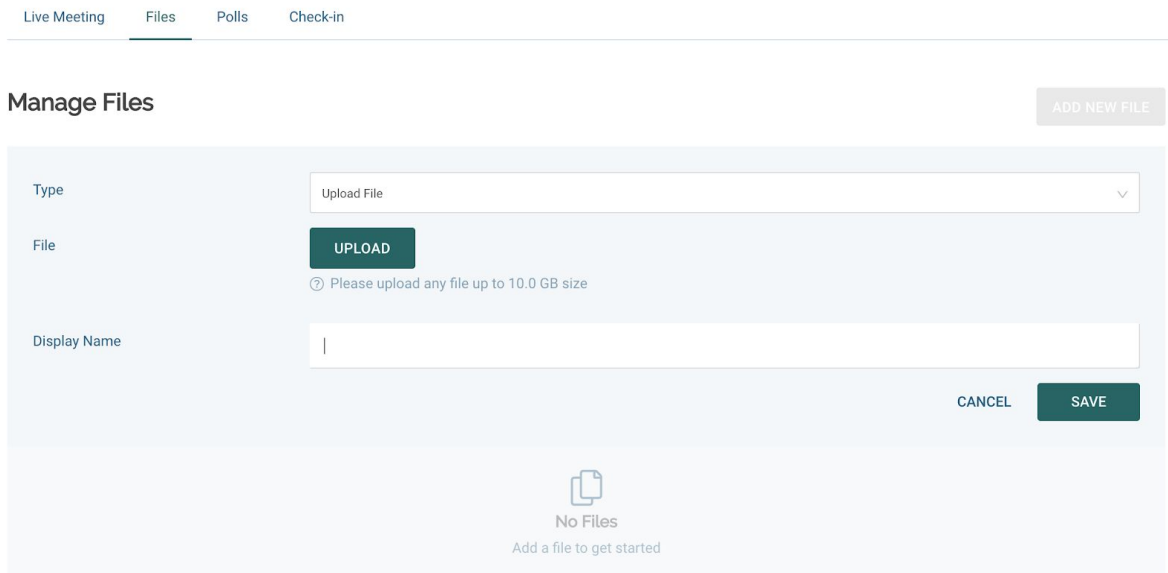 Live Meeting Files Polls Check-in
Manage Files
ADD NEW FILE
Type
Upload File
File
UPLOAD
Please upload any file up to 10.0 GB size
Display Name
CANCEL SAVE
No Files
Add a file to get started